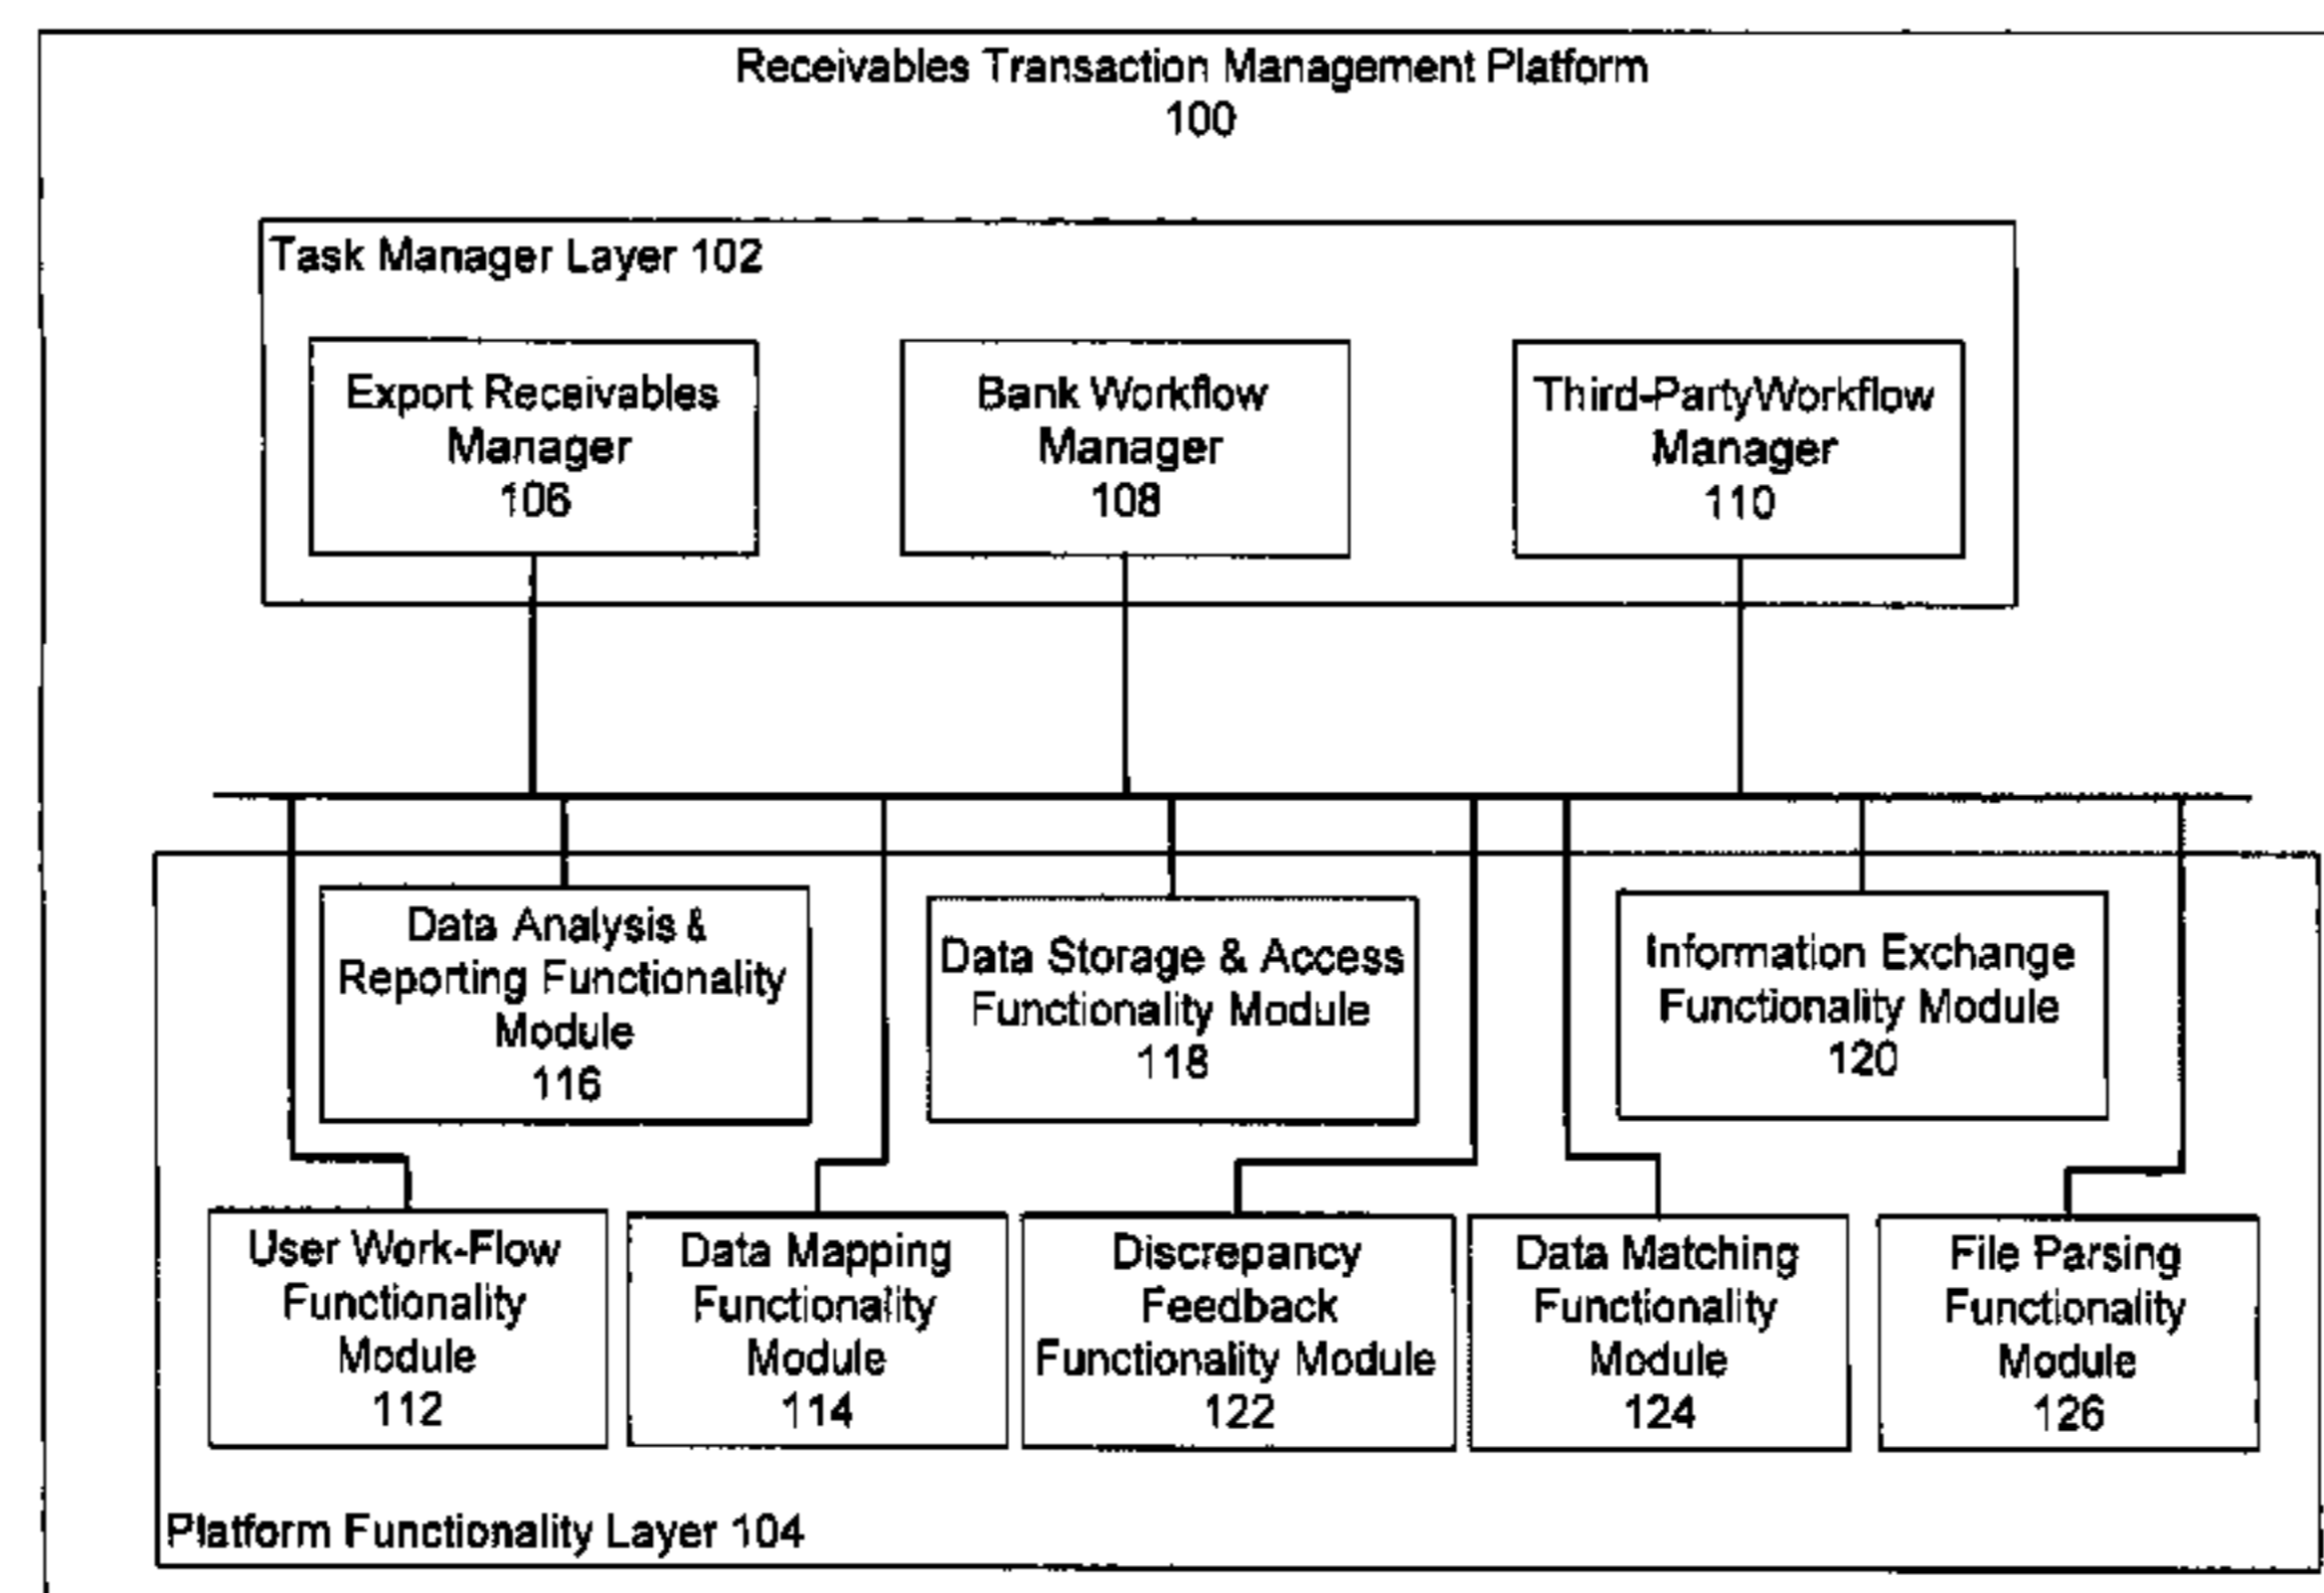 Receivables Transaction Management Platform
100
Task Manager Layer 102
Export Receivables
Manager
106
Bank Workflow
Manager
108
Third-PartyWorkflow
Manager
110
Data Analysis &
Reporting Functionality
Module
116
Data Storage & Access
Functionality Module
118
Information Exchange
Functionality Module
120
User Work-Flow
Functionality
Module
112
Data Mapping
Functionality
Module
114
Discrepancy
Feedback
Functionality Module
122
Data Matching
Functionality
Module
124
File Parsing
Functionality
Module
126
Platform Functionality Layer 104